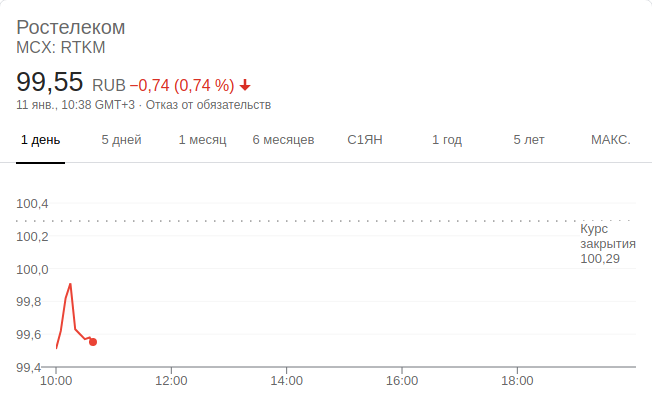 Ростелеком
MCX: RTKM
99,55 RUB −0,74 (0,74 %)
11 янв., 10:38 GMT+3 · Отказ от обязательств
1 день 5 дней 1 месяц 6 месяцев С1ЯН 1 год 5 лет МАКС.
100,4
Курс
100,2
закрытия
100,29
100,0
99,8
99,6
99,4
10:00 12:00 14:00 16:00 18:00